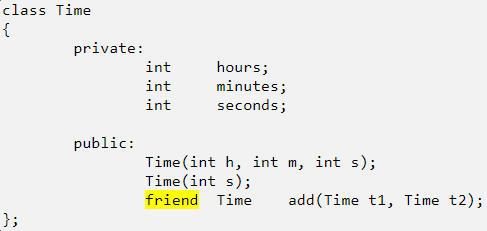 class Time
{
private:
int hours;
int minutes;
int seconds;
public:
Time(int h, int m, int s);
Time(int s);
friend Time add(Time t1, Time t2);
};